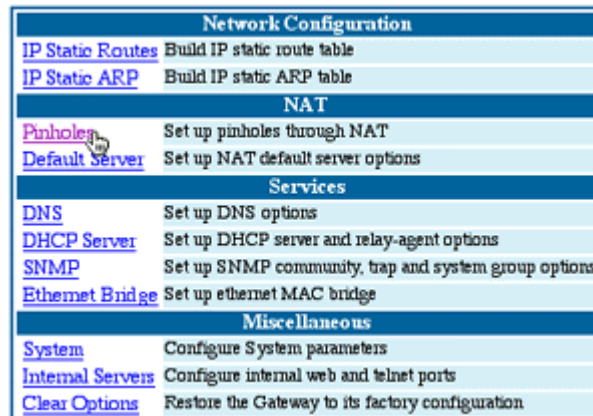 Network Configuration
IP Static Routes Build IP static route table
IP Static ARP Build IP static ARP table
NAT
Pinholes Set up pinholes through NAT
Default Server Set up NAT default server options
Services
DNS Set up DNS options
DHCP Server Set up DHCP server and relay-agent options
SNMP Set up SNMP community, trap and system group options
Ethernet Bridge Set up ethernet MAC bridge
Miscellaneous
System Configure System parameters
Internal Servers Configure internal web and telnet ports
Clear Options Restore the Gateway to its factory configuration